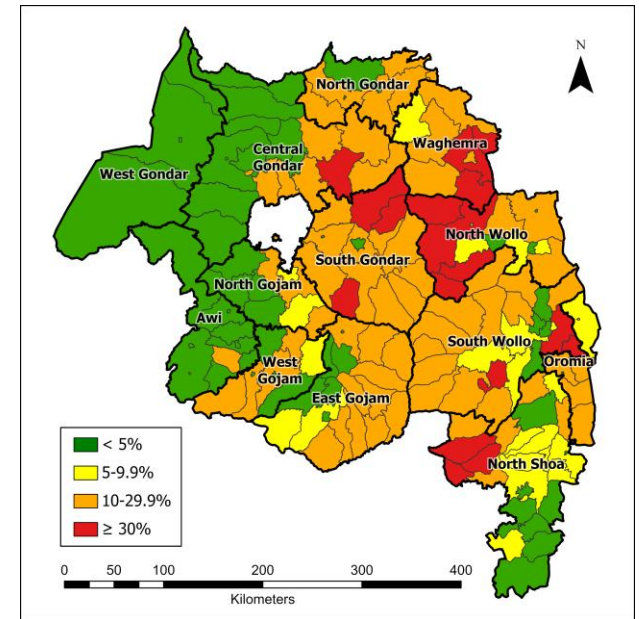 N
North Gondar
Waghemra
Central
Gondar
West Gondar
North Wollo
South Gondar
North Gojam
Awi
South Wollo
West
Gojam
Oromia
East Gojam
North Shoa
< 5%
5-9.9%
10-29.9%
≥ 30%
0 50 100 200 300 400
Kilometers